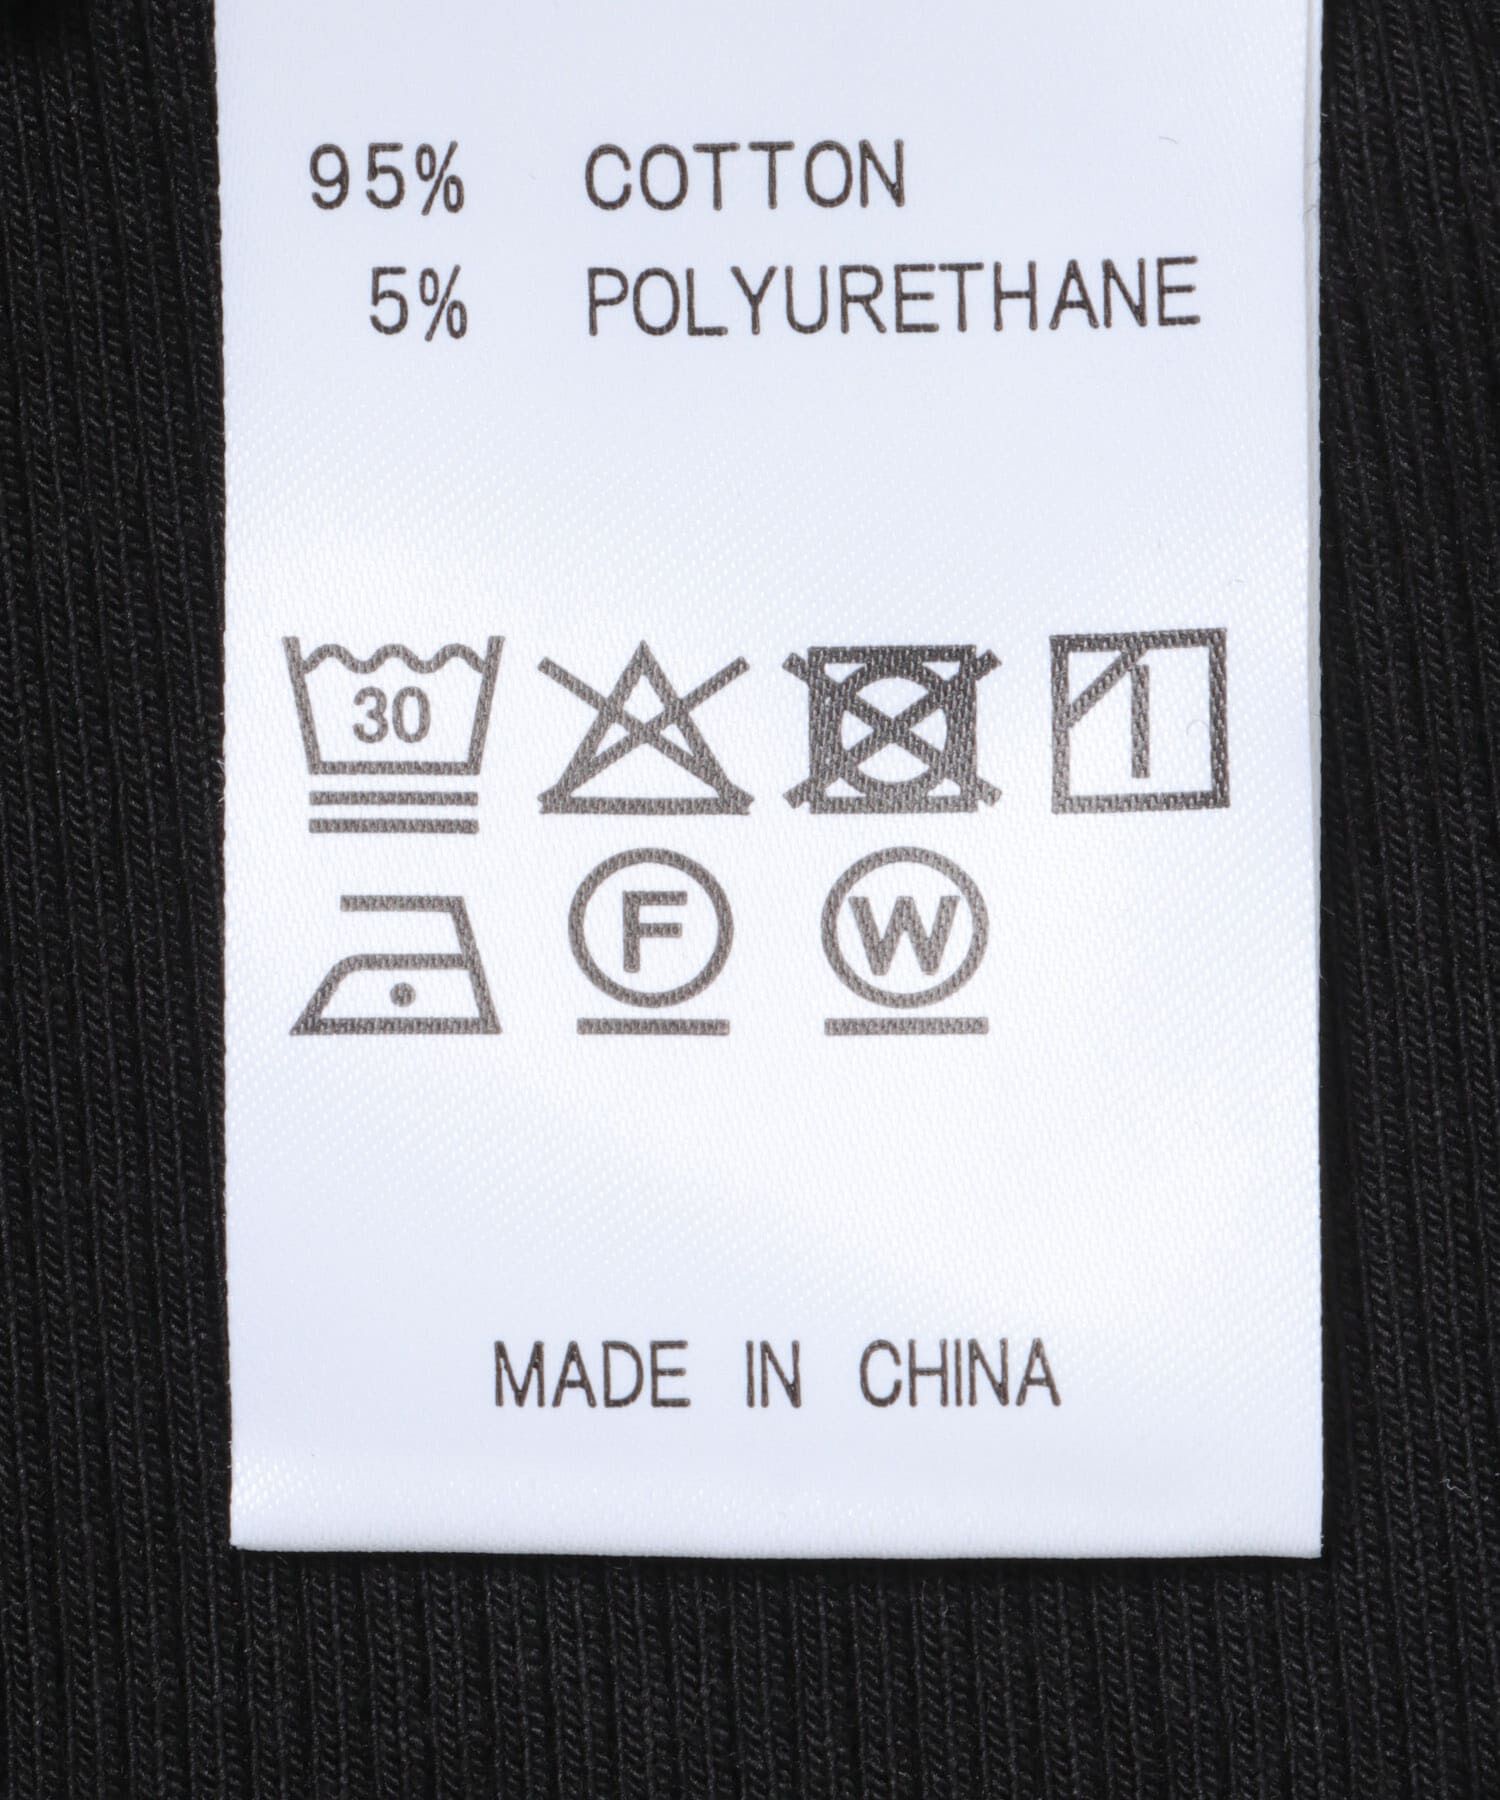 95% COTTON
5% POLYURETHANE
30
F W
MADE IN CHINA